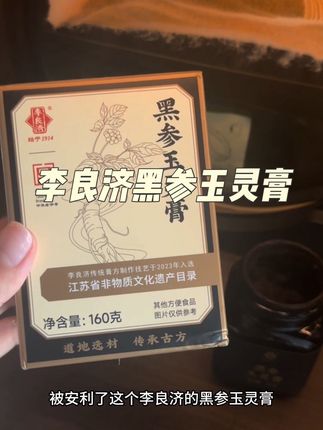 李良济
始于1914
黑参玉灵膏
李良济黑参玉灵膏
李良济传统膏方制作技艺于2023年入选
江苏省非物质文化遗产目录
其他方便食品
图片仅供参考
净含量：160克
道地选材 传承古方
被安利了这个李良济的黑参玉灵膏